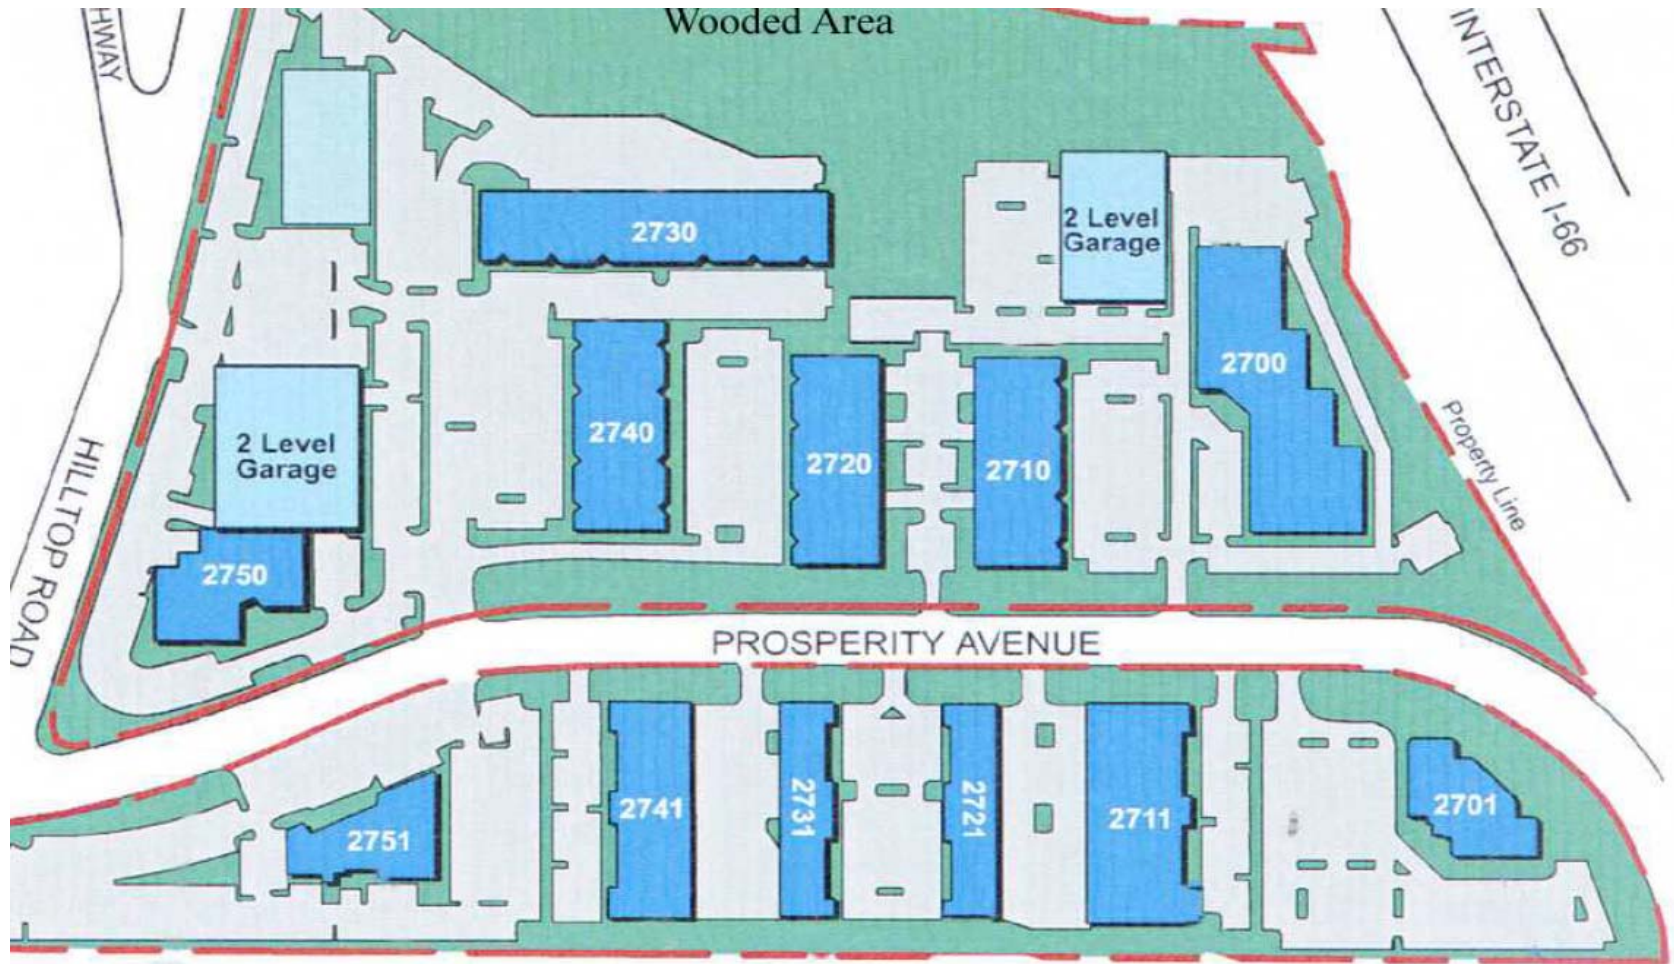 Wooded Area
HWAY
INTERSTATE I-66
2730
2 Level
Garage
2700
2740
2720
2710
2 Level
Garage
Property Line
HILLTOP ROAD
2750
PROSPERITY AVENUE
2741
2731
2721
2711
2701
2751